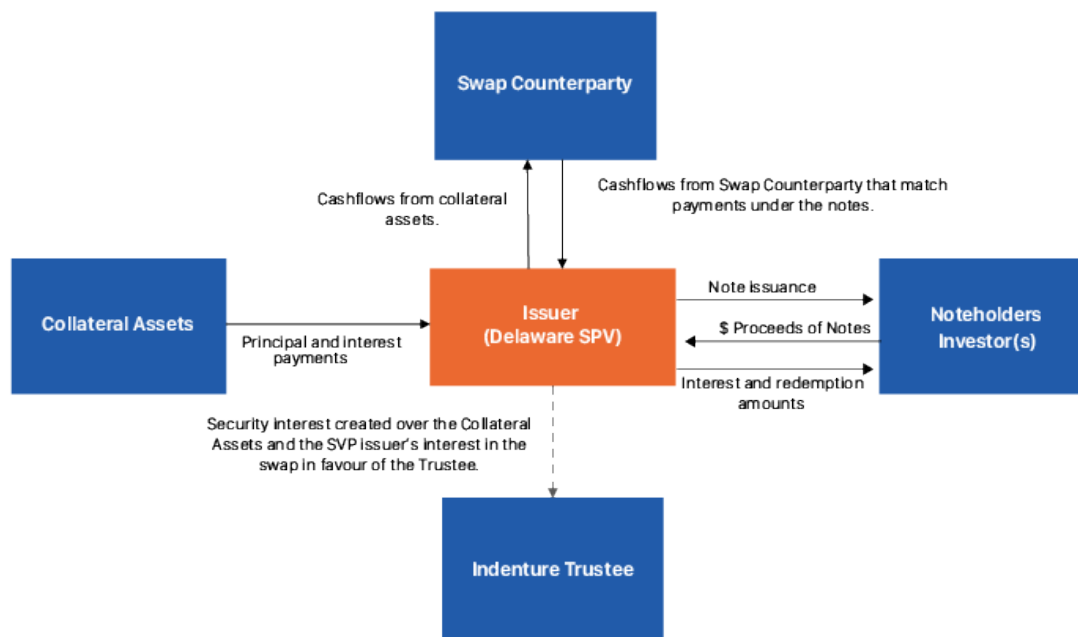 Swap Counterparty
Cashflows from collateral
assets.
Cashflows from Swap Counterparty that match
payments under the notes.
Collateral Assets
Principal and interest
payments
Issuer
(Delaware SPV)
Note issuance
$ Proceeds of Notes
Interest and redemption
amounts
Noteholders
Investor(s)
Security interest created over the Collateral
Assets and the SVP issuer's interest in the
swap in favour of the Trustee.
Indenture Trustee